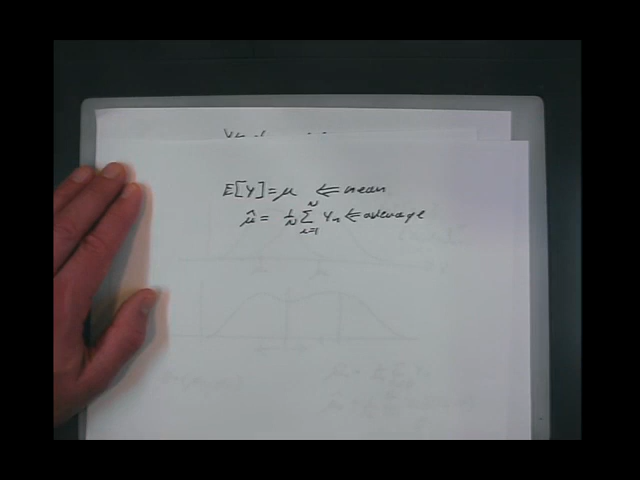 E[Y] = μ ⇐ mean
μ̂ = 1/N Σ_{n=1}^{N} Y_n ⇐ average